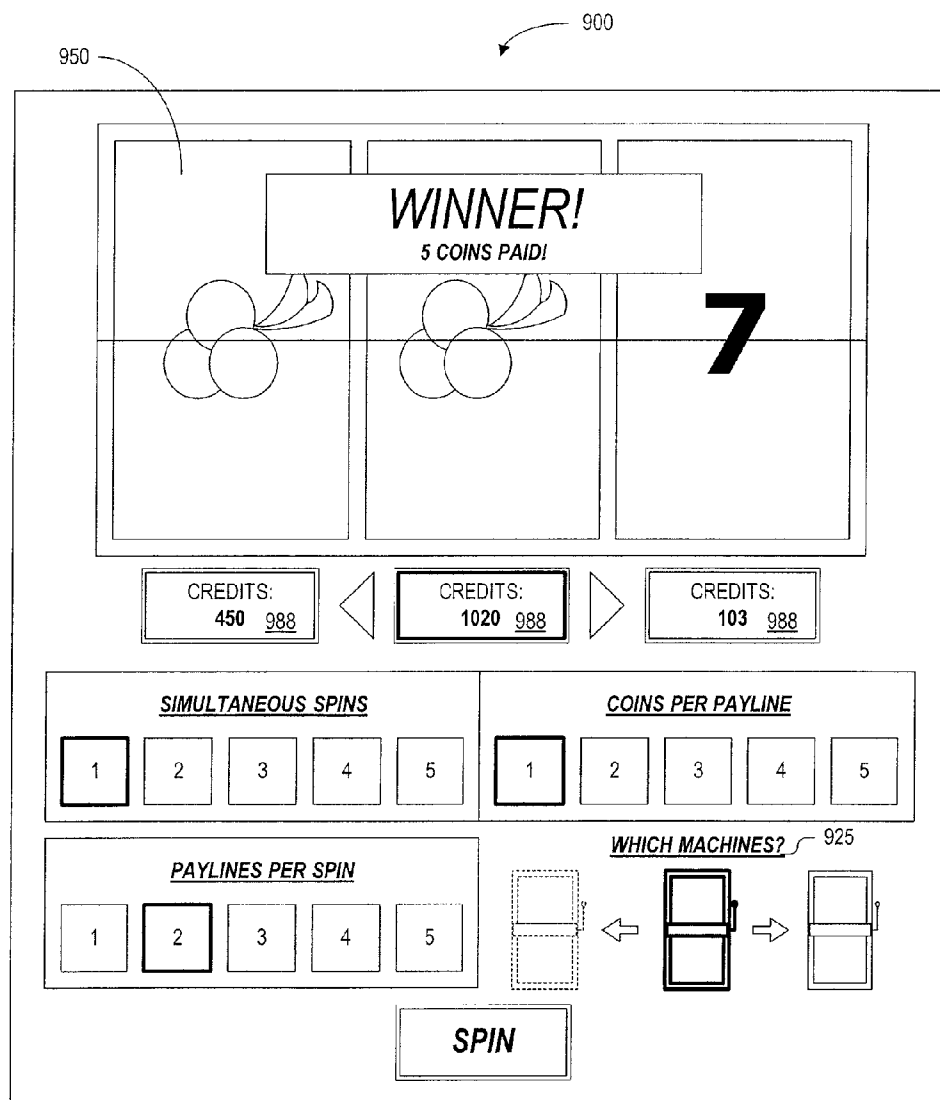 900
950
WINNER!
5 COINS PAID!
7
CREDITS:
450 988
CREDITS:
1020 988
CREDITS:
103 988
SIMULTANEOUS SPINS
1 2 3 4 5
COINS PER PAYLINE
1 2 3 4 5
PAYLINES PER SPIN
1 2 3 4 5
WHICH MACHINES? 925
SPIN